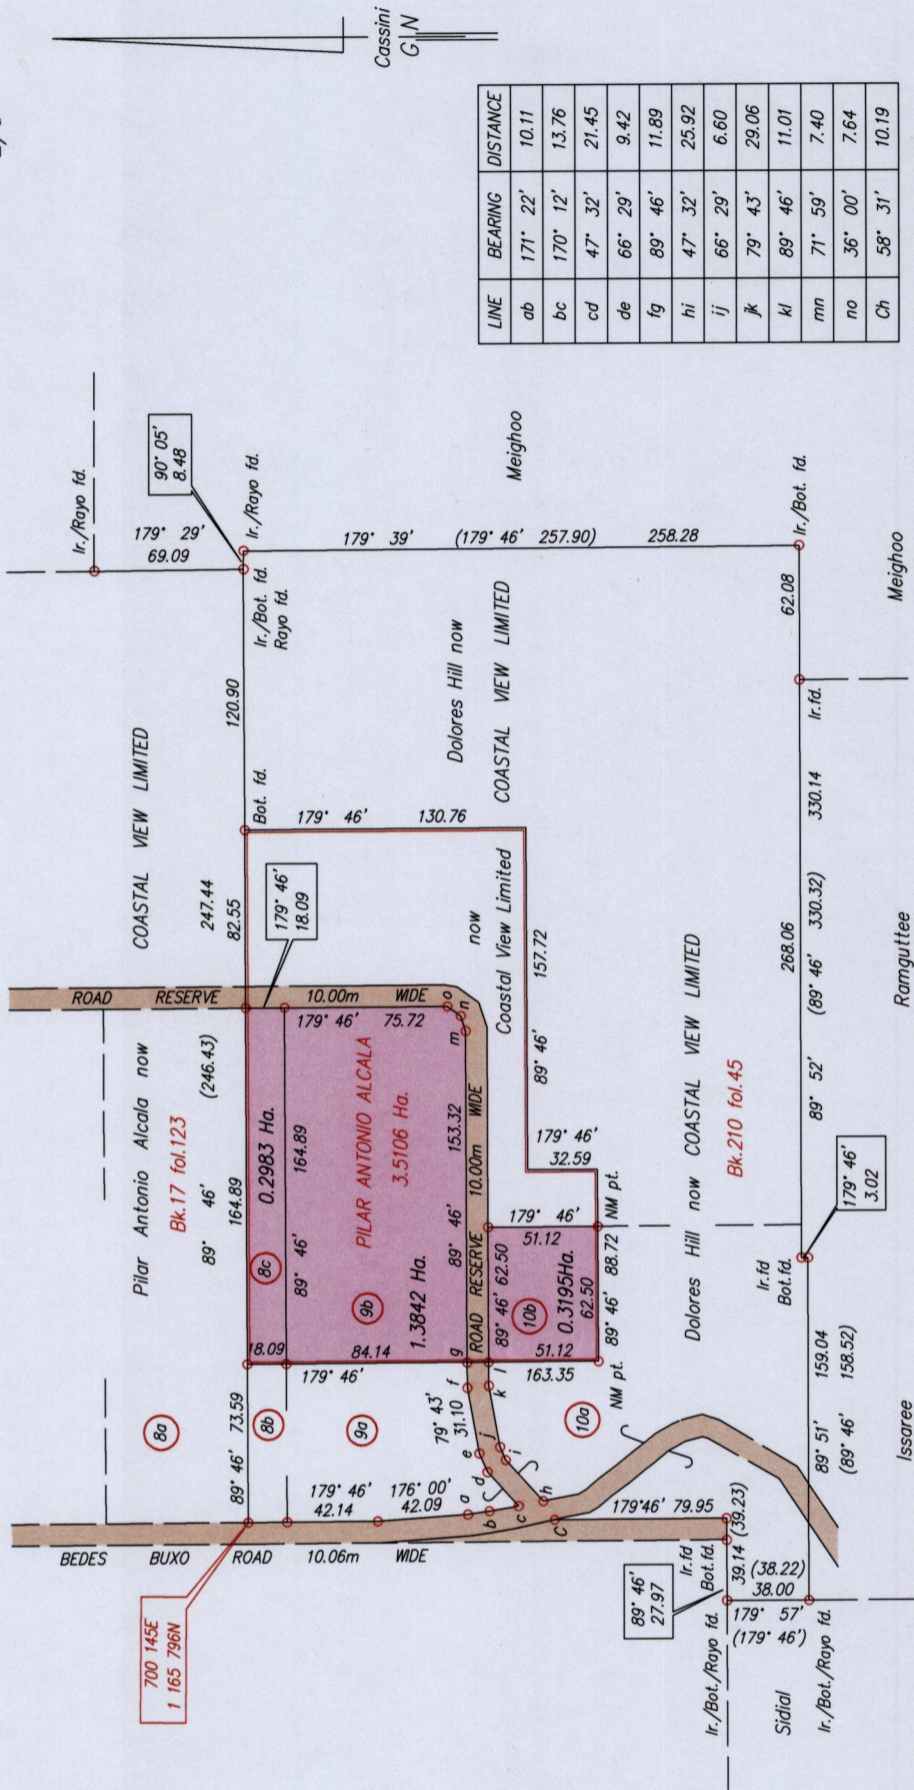 Cassini
G N
LINE BEARING DISTANCE
ab 171° 22' 10.11
bc 170° 12' 13.76
cd 47° 32' 21.45
de 66° 29' 9.42
fg 89° 46' 11.89
hi 47° 32' 25.92
ij 66° 29' 6.60
jk 79° 43' 29.06
kl 89° 46' 11.01
mn 71° 59' 7.40
no 36° 00' 7.64
Ch 58° 31' 10.19
Ir./Rayo fd.
179° 29'
69.09
90° 05'
8.48
Ir./Rayo fd.
Ir./Bot. fd.
Rayo fd.
120.90
Bot. fd.
COASTAL VIEW LIMITED
247.44
82.55
179° 46'
18.09
Pilar Antonio Alcala now
Bk.17 fol.123
89° 46' (246.43)
164.89
ROAD RESERVE 10.00m WIDE
8c
0.2983 Ha.
89° 46' 164.89
179° 46' 75.72
PILAR ANTONIO ALCALA
3.5106 Ha.
9b
1.3842 Ha.
89° 46' 153.32
m
n
o
ROAD RESERVE 10.00m WIDE
18.09
84.14
179° 46'
8a
89° 46' 73.59
8b
9a
179° 46'
42.14
176° 00'
42.09
79° 43'
31.10
a
b
c
d
e
f
g
h
i
j
k
l
C
BEDES BUXO ROAD 10.06m WIDE
700 145E
1 165 796N
89° 46' 62.50
10b
0.3195Ha.
62.50
179° 46'
51.12
51.12
163.35
NM pt.
89° 46' 88.72
NM pt.
10a
179° 46'
32.59
89° 46' 157.72
179° 46' 130.76
now
Coastal View Limited
Dolores Hill now
COASTAL VIEW LIMITED
179° 39' (179° 46' 257.90) 258.28
Meighoo
Ir./Bot. fd.
62.08
Ir.fd.
Meighoo
Dolores Hill now COASTAL VIEW LIMITED
Bk.210 fol.45
268.06
89° 52' (89° 46' 330.32) 330.14
Ramguttee
179° 46'
3.02
Ir.fd
Bot.fd.
159.04
89° 51'
(89° 46' 158.52)
Issaree
179°46' 79.95
Ir.fd
Bot.fd.
39.14 (39.23)
89° 46'
27.97
(38.22)
38.00
179° 57'
(179° 46')
Ir./Bot./Rayo fd.
Sidial
Ir./Bot./Rayo fd.